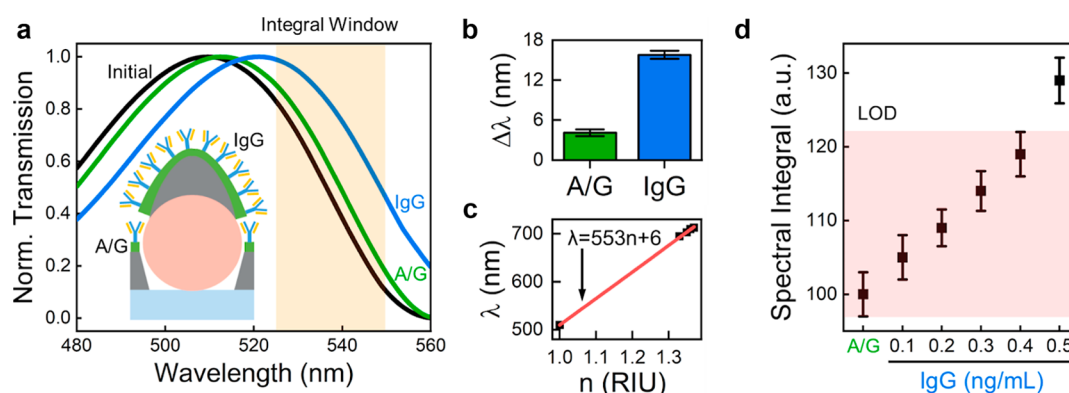 a
Integral Window
Norm. Transmission
1.0
0.8
0.6
0.4
0.2
0.0
Initial
IgG
A/G
IgG
A/G
480
500
520
540
560
Wavelength (nm)
b
Δλ (nm)
18
12
6
0
A/G
IgG
c
λ (nm)
700
600
500
λ=553n+6
1.0
1.1
1.2
1.3
n (RIU)
d
Spectral Integral (a.u.)
130
120
110
100
LOD
A/G
0.1
0.2
0.3
0.4
0.5
IgG (ng/mL)